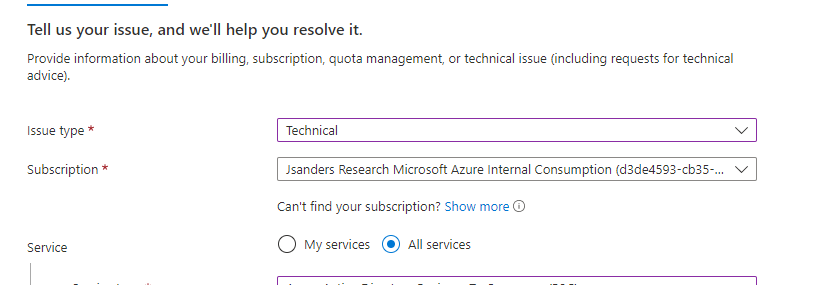 Tell us your issue, and we'll help you resolve it.
Provide information about your billing, subscription, quota management, or technical issue (including requests for technical
advice).
Issue type *
Technical
Subscription *
Jsanders Research Microsoft Azure Internal Consumption (d3de4593-cb35-...
Can't find your subscription? Show more
Service
My services
All services